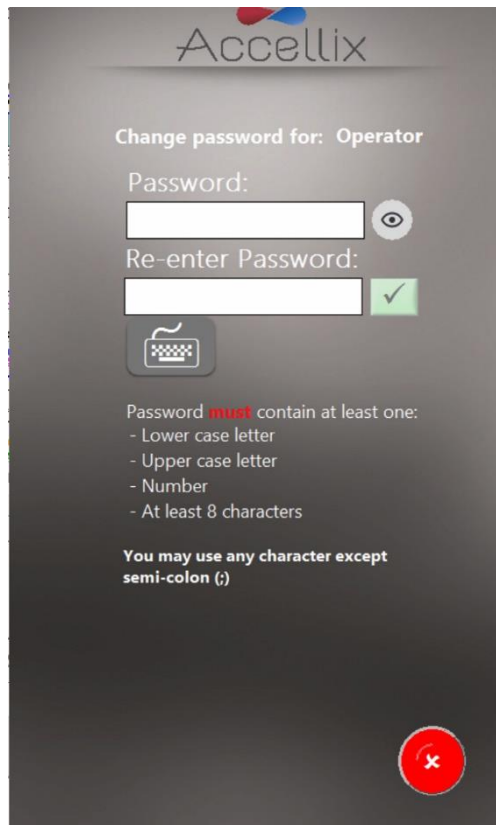 Accellix
Change password for: Operator
Password:
Re-enter Password:
Password must contain at least one:
- Lower case letter
- Upper case letter
- Number
- At least 8 characters
You may use any character except
semi-colon (;)